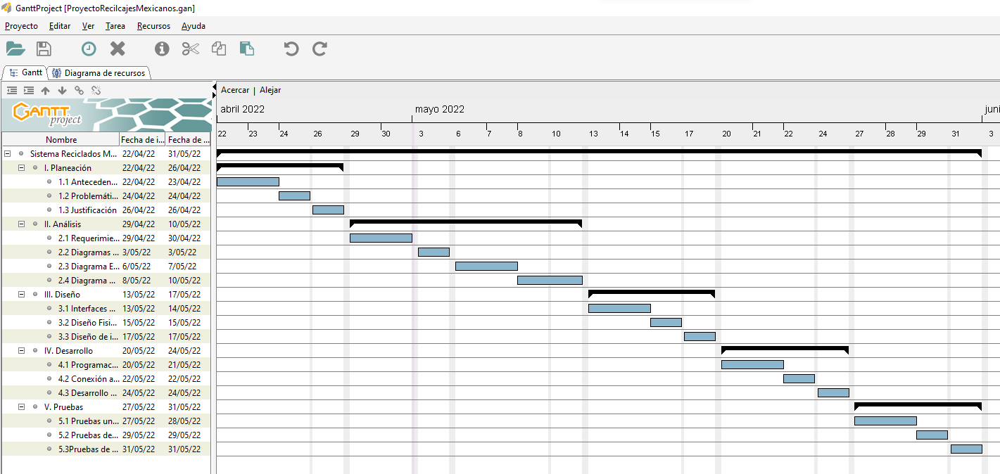 GanttProject [ProyectoRecilcajesMexicanos.gan]
Proyecto Editar Ver Tarea Recursos Ayuda
Gantt Diagrama de recursos
Acercar | Alejar
GANTT project
abril 2022 mayo 2022 juni
22 23 24 26 29 30 3 6 7 8 10 13 14 15 17 20 21 22 24 27 28 29 31 3
Nombre Fecha de i... Fecha de ...
Sistema Reciclados M... 22/04/22 31/05/22
I. Planeación 22/04/22 26/04/22
1.1 Anteceden... 22/04/22 23/04/22
1.2 Problemáti... 24/04/22 24/04/22
1.3 Justificación 26/04/22 26/04/22
II. Análisis 29/04/22 10/05/22
2.1 Requerimie... 29/04/22 30/04/22
2.2 Diagramas ... 3/05/22 3/05/22
2.3 Diagrama E... 6/05/22 7/05/22
2.4 Diagrama ... 8/05/22 10/05/22
III. Diseño 13/05/22 17/05/22
3.1 Interfaces ... 13/05/22 14/05/22
3.2 Diseño Fisi... 15/05/22 15/05/22
3.3 Diseño de i... 17/05/22 17/05/22
IV. Desarrollo 20/05/22 24/05/22
4.1 Programac... 20/05/22 21/05/22
4.2 Conexión a... 22/05/22 22/05/22
4.3 Desarrollo ... 24/05/22 24/05/22
V. Pruebas 27/05/22 31/05/22
5.1 Pruebas un... 27/05/22 28/05/22
5.2 Pruebas de... 29/05/22 29/05/22
5.3Pruebas de ... 31/05/22 31/05/22